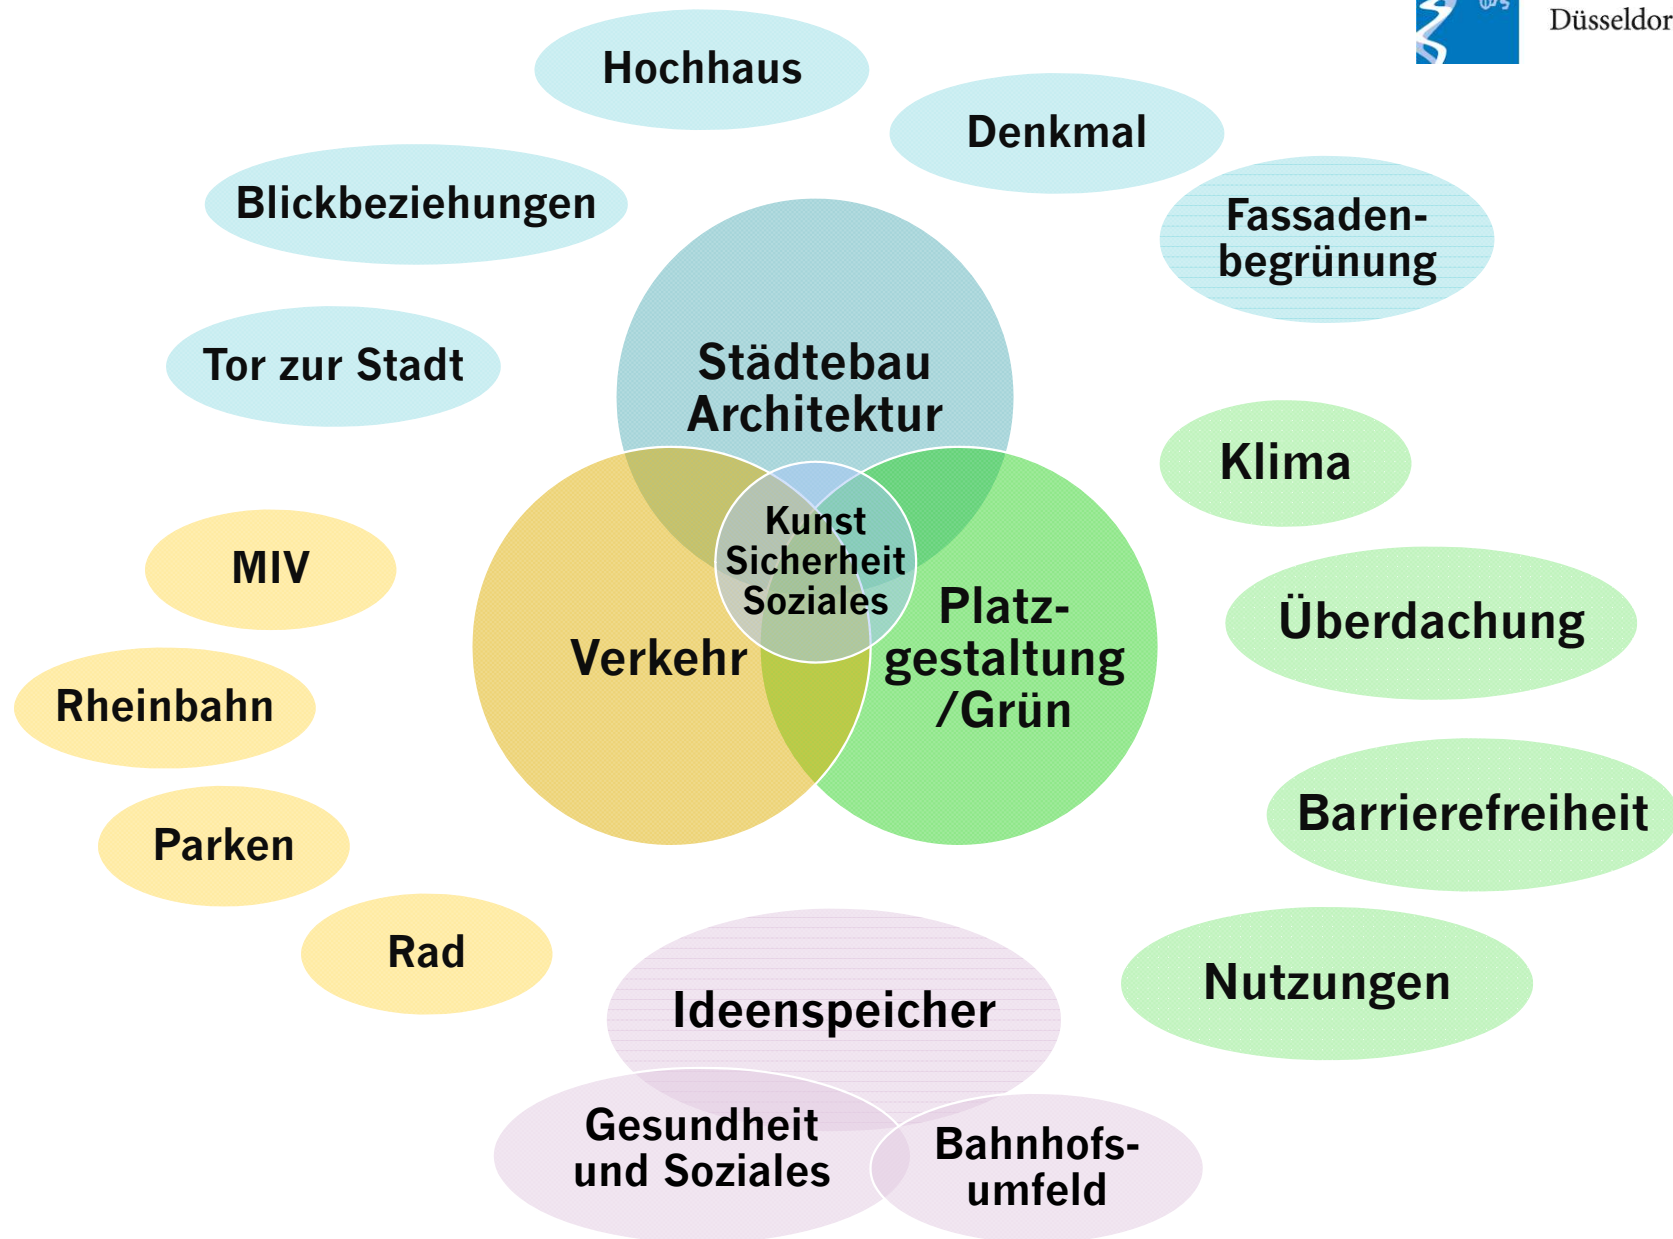 Düsseldor
Hochhaus
Denkmal
Blickbeziehungen
Fassaden-
begrünung
Tor zur Stadt
Städtebau
Architektur
Klima
Kunst
Sicherheit
Soziales
MIV
Verkehr
Platz-
gestaltung
/Grün
Überdachung
Rheinbahn
Parken
Barrierefreiheit
Rad
Nutzungen
Ideenspeicher
Gesundheit
und Soziales
Bahnhofs-
umfeld